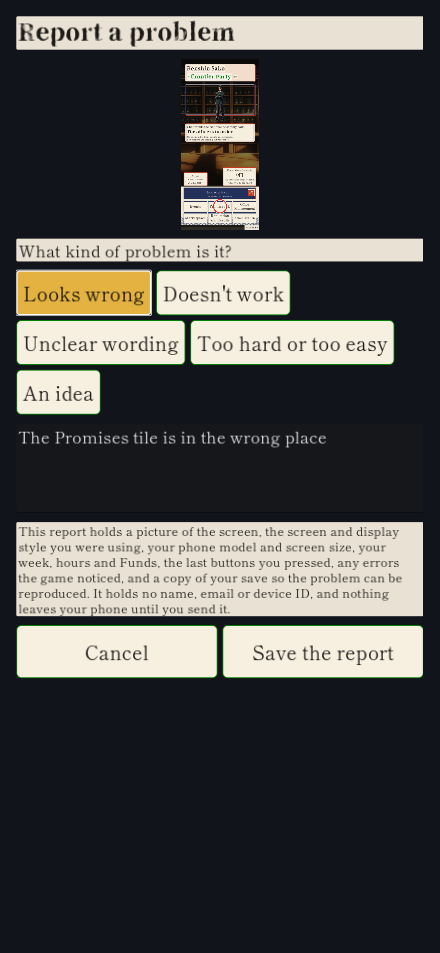 Report a problem
What kind of problem is it?
Looks wrong
Doesn't work
Unclear wording
Too hard or too easy
An idea
The Promises tile is in the wrong place
This report holds a picture of the screen, the screen and display
style you were using, your phone model and screen size, your
week, hours and Funds, the last buttons you pressed, any errors
the game noticed, and a copy of your save so the problem can be
reproduced. It holds no name, email or device ID, and nothing
leaves your phone until you send it.
Cancel
Save the report